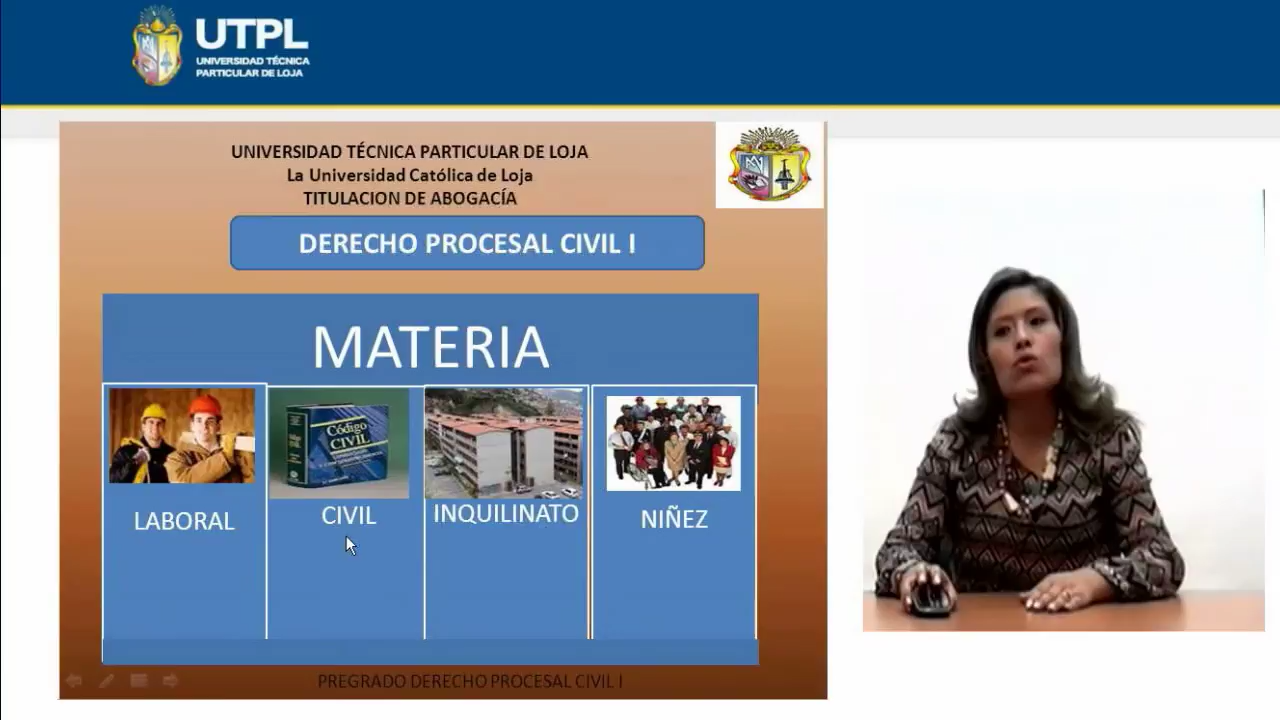 UTPL
UNIVERSIDAD TÉCNICA
PARTICULAR DE LOJA
UNIVERSIDAD TÉCNICA PARTICULAR DE LOJA
La Universidad Católica de Loja
TITULACION DE ABOGACÍA
DERECHO PROCESAL CIVIL I
MATERIA
Código
CIVIL
LABORAL
CIVIL
INQUILINATO
NIÑEZ
PREGRADO DERECHO PROCESAL CIVIL I